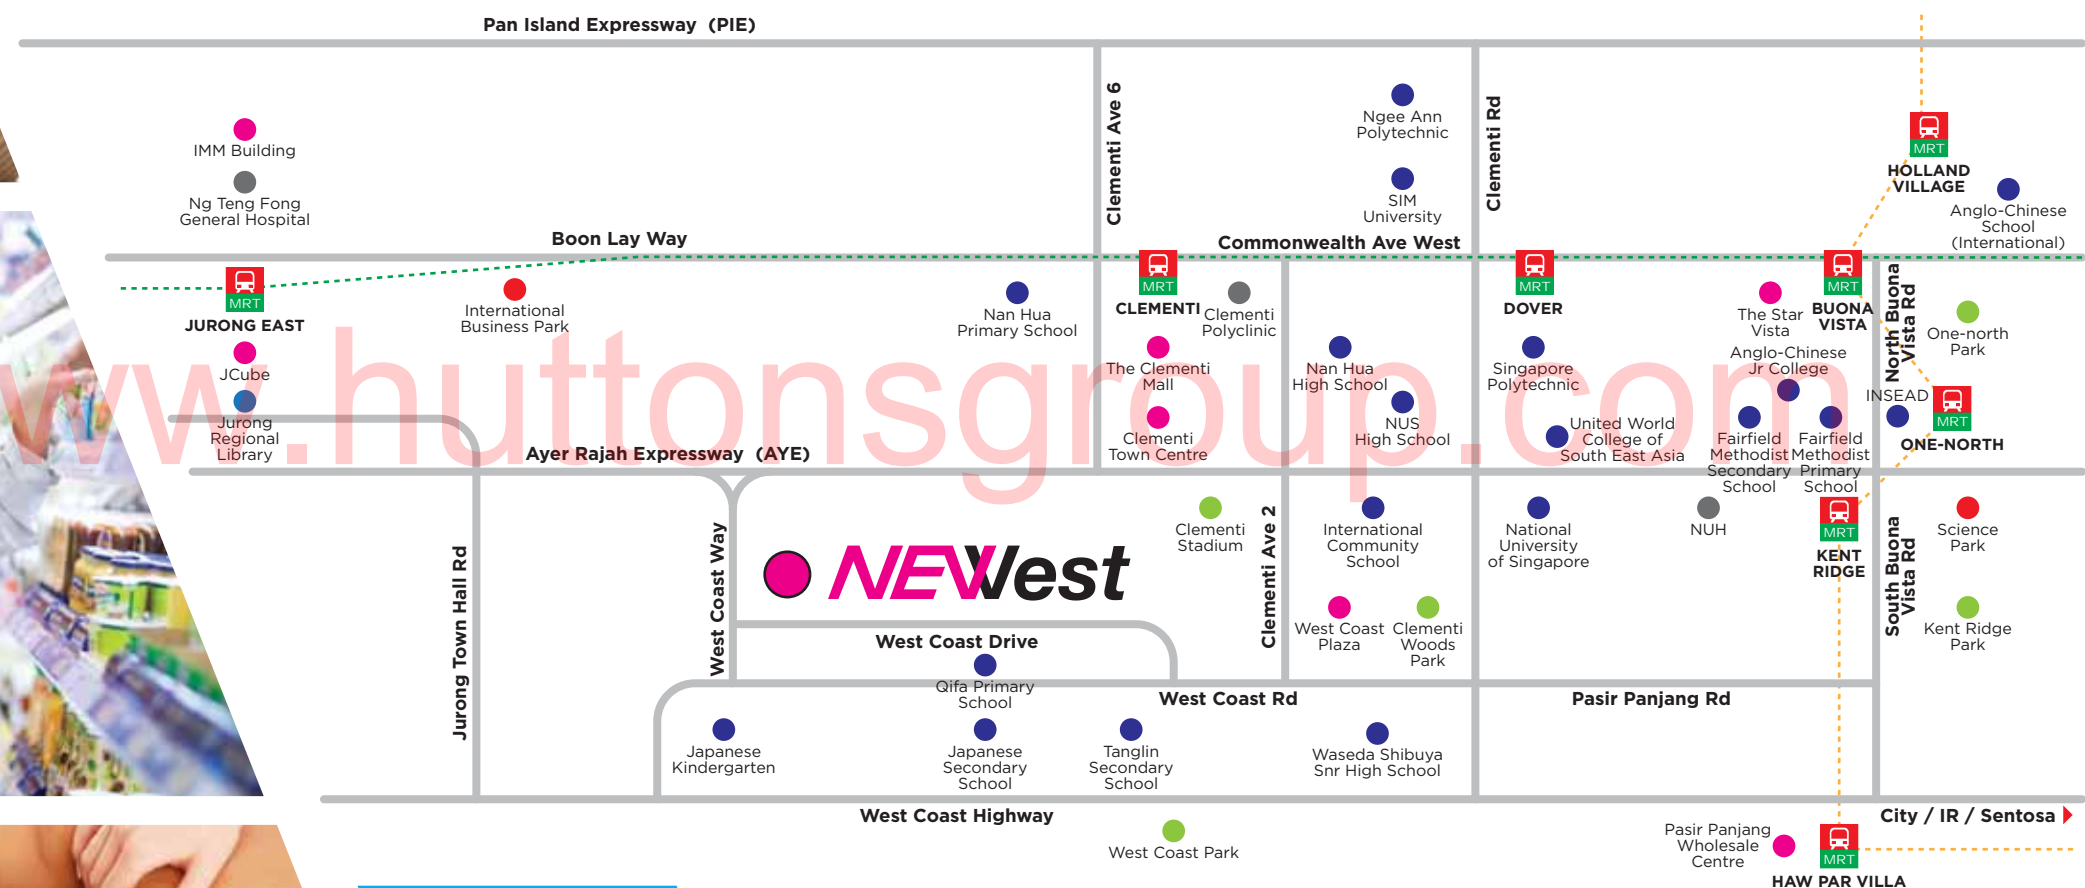 Pan Island Expressway (PIE)
Clementi Ave 6
Clementi Rd
Ngee Ann
Polytechnic
SIM
University
IMM Building
Ng Teng Fong
General Hospital
MRT
HOLLAND
VILLAGE
Anglo-Chinese
School
(International)
Boon Lay Way
Commonwealth Ave West
MRT
JURONG EAST
International
Business Park
Nan Hua
Primary School
MRT
CLEMENTI
Clementi
Polyclinic
MRT
DOVER
The Star
Vista
MRT
BUONA
VISTA
North Buona
Vista Rd
One-north
Park
JCube
The Clementi
Mall
Nan Hua
High School
Singapore
Polytechnic
Anglo-Chinese
Jr College
INSEAD
MRT
ONE-NORTH
www.huttonsgroup.com
Jurong
Regional
Library
Clementi
Town Centre
NUS
High School
United World
College of
South East Asia
Fairfield
Methodist
Secondary
School
Fairfield
Methodist
Primary
School
Ayer Rajah Expressway (AYE)
Jurong Town Hall Rd
West Coast Way
NEWest
Clementi
Stadium
Clementi Ave 2
International
Community
School
National
University
of Singapore
NUH
MRT
KENT
RIDGE
South Buona
Vista Rd
Science
Park
West Coast
Plaza
Clementi
Woods
Park
Kent Ridge
Park
West Coast Drive
Qifa Primary
School
West Coast Rd
Pasir Panjang Rd
Japanese
Kindergarten
Japanese
Secondary
School
Tanglin
Secondary
School
Waseda Shibuya
Snr High School
West Coast Highway
City / IR / Sentosa
West Coast Park
Pasir Panjang
Wholesale
Centre
MRT
HAW PAR VILLA